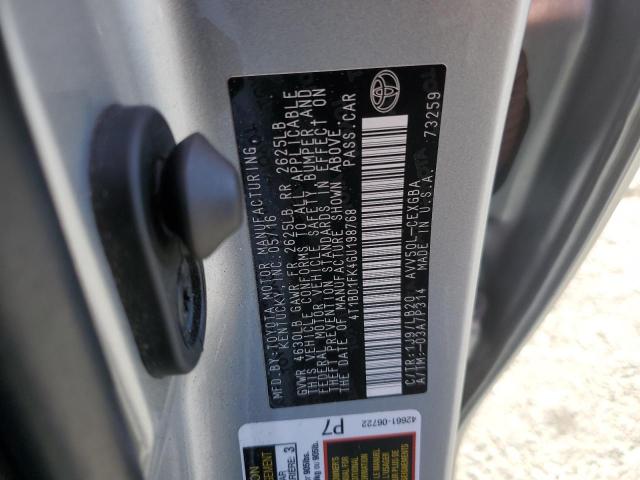 MFD.BY:TOYOTA MOTOR MANUFACTURING,
KENTUCKY,INC. 05/16
GVWR 4630LB GAWR FR 2625LB RR 2625LB
THIS VEHICLE CONFORMS TO ALL APPLICABLE
FEDERAL MOTOR VEHICLE SAFETY, BUMPER AND
THEFT PREVENTION STANDARDS IN EFFECT ON
THE DATE OF MANUFACTURE SHOWN ABOVE.
4T1BD1FK4GU198768 PASS.CAR
C/TR:1J9/LB20 AVV50L-CEXGBA
A/TM:-03A/P314 MADE IN U.S.A.
73259
42661-06722
P7